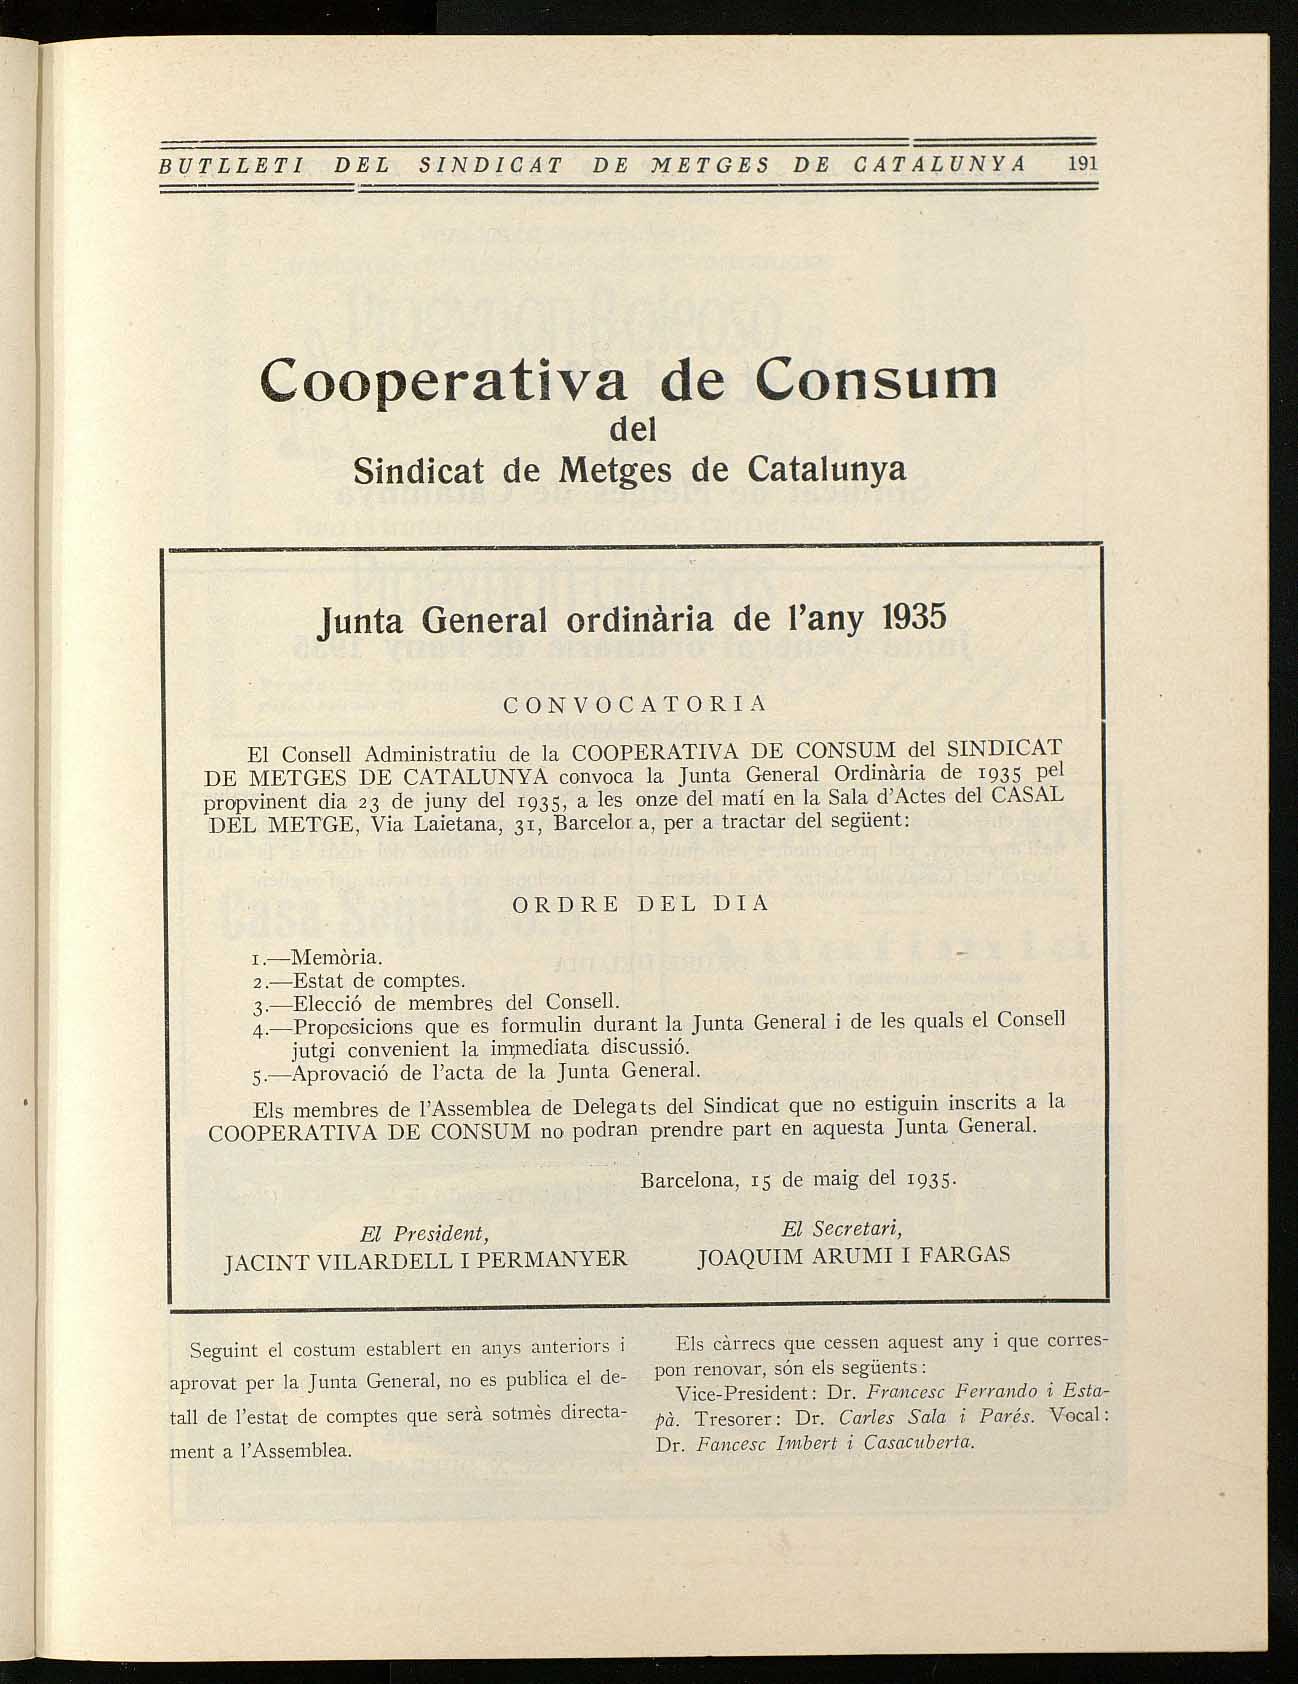 BUTLLETI DEL SINDICAT DE METGES DE CATALUNYA 191
Cooperativa de Consum
del
Sindicat de Metges de Catalunya
Junta General ordinària de l'any 1935
CONVOCATORIA
El Consell Administratiu de la COOPERATIVA DE CONSUM del SINDICAT
DE METGES DE CATALUNYA convoca la Junta General Ordinària de 1935 pel
propvinent dia 23 de juny del 1935, a les onze del matí en la Sala d'Actes del CASAL
DEL METGE, Via Laietana, 31, Barcelona, per a tractar del següent:
ORDRE DEL DIA
1.—Memòria.
2.—Estat de comptes.
3.—Elecció de membres del Consell.
4.—Proposicions que es formulin durant la Junta General i de les quals el Consell
jutgi convenient la immediata discussió.
5.—Aprovació de l'acta de la Junta General.
Els membres de l'Assemblea de Delegats del Sindicat que no estiguin inscrits a la
COOPERATIVA DE CONSUM no podran prendre part en aquesta Junta General.
Barcelona, 15 de maig del 1935.
El President,
JACINT VILARDELL I PERMANYER
El Secretari,
JOAQUIM ARUMI I FARGAS
Seguint el costum establert en anys anteriors i
aprovat per la Junta General, no es publica el de-
tall de l'estat de comptes que serà sotmès directa-
ment a l'Assemblea.
Els càrrecs que cessen aquest any i que corres-
pon renovar, són els següents:
Vice-President: Dr. Francesc Ferrando i Esta-
pà. Tresorer: Dr. Carles Sala i Parés. Vocal:
Dr. Fancesc Imbert i Casacuberta.